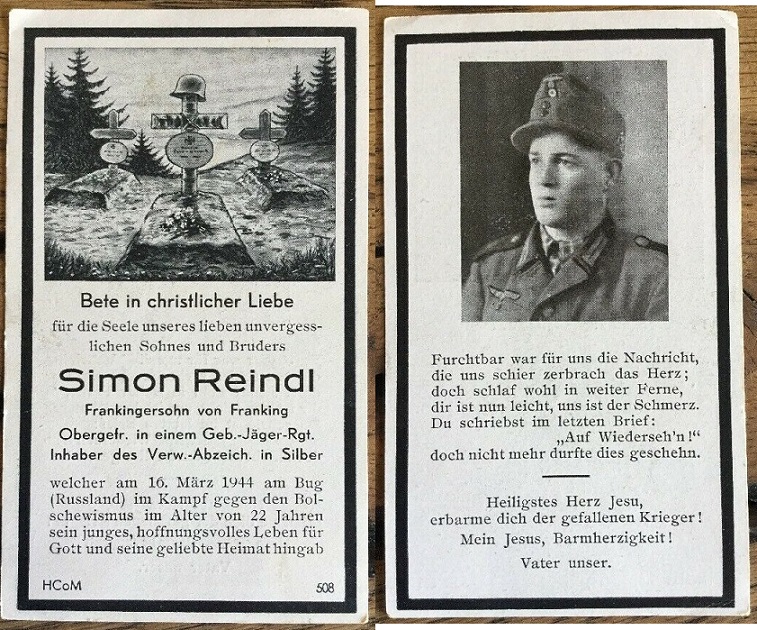 Bete in christlicher Liebe
für die Seele unseres lieben unvergess-
lichen Sohnes und Bruders
Simon Reindl
Frankingersohn von Franking
Obergefr. in einem Geb.-Jäger-Rgt.
Inhaber des Verw.-Abzeich. in Silber
welcher am 16. März 1944 am Bug
(Russland) im Kampf gegen den Bol-
schewismus im Alter von 22 Jahren
sein junges, hoffnungsvolles Leben für
Gott und seine geliebte Heimat hingab
HCoM 508
Furchtbar war für uns die Nachricht,
die uns schier zerbrach das Herz;
doch schlaf wohl in weiter Ferne,
dir ist nun leicht, uns ist der Schmerz.
Du schriebst im letzten Brief:
„Auf Wiederseh'n!"
doch nicht mehr durfte dies geschehn.
Heiligstes Herz Jesu,
erbarme dich der gefallenen Krieger!
Mein Jesus, Barmherzigkeit!
Vater unser.